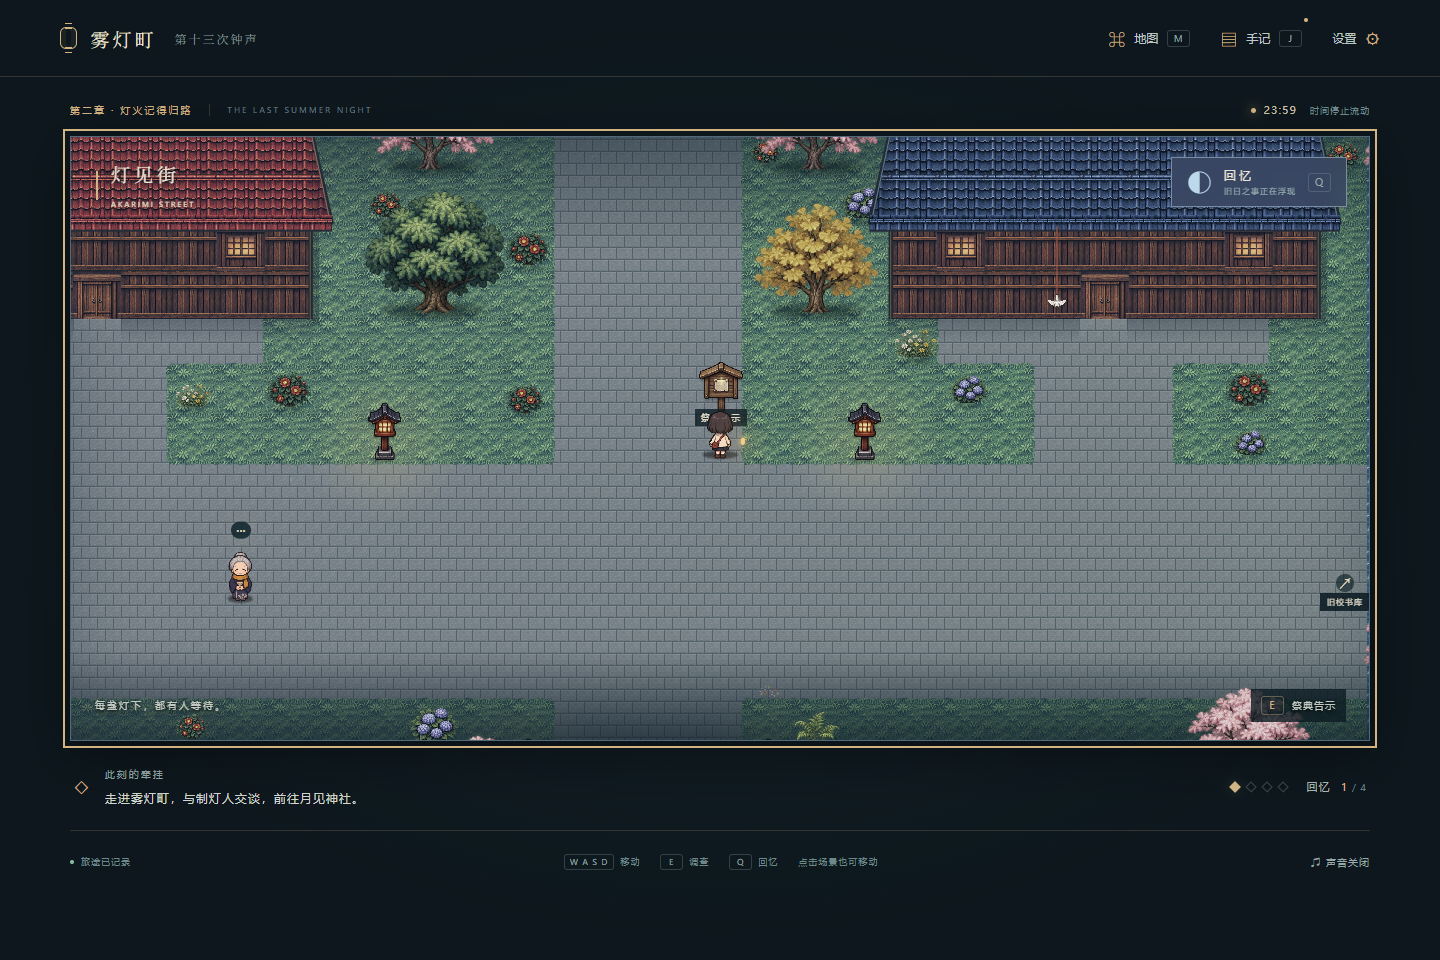 雾灯町 第十三次钟声
地图 M 手记 J 设置
第二章 · 灯火记得归路 THE LAST SUMMER NIGHT
23:59 时间停止流动
灯见街
AKARIMI STREET
回忆
旧日之事正在浮现
Q
祭 示
...
旧校书库
每盏灯下，都有人等待。
E 祭典告示
此刻的牵挂
走进雾灯町，与制灯人交谈，前往月见神社。
回忆 1 / 4
旅途已记录
W A S D 移动 E 调查 Q 回忆 点击场景也可移动
声音关闭